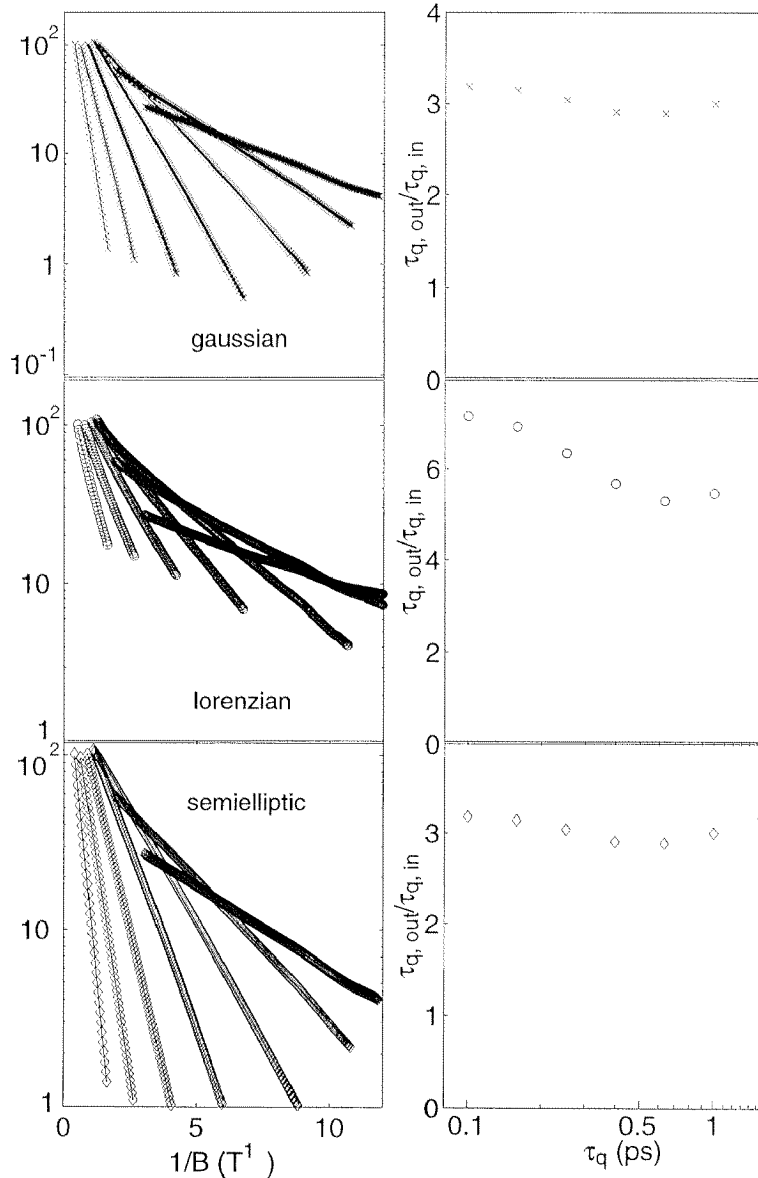 10²
10
1
10⁻¹
gaussian
4
3
2
1
0
τq, out/τq, in
10²
10
1
lorenzian
6
4
2
0
τq, out/τq, in
10²
10
1
semielliptic
0 5 10
1/B (T¹)
3
2
1
0
τq, out/τq, in
0.1 0.5 1
τq (ps)